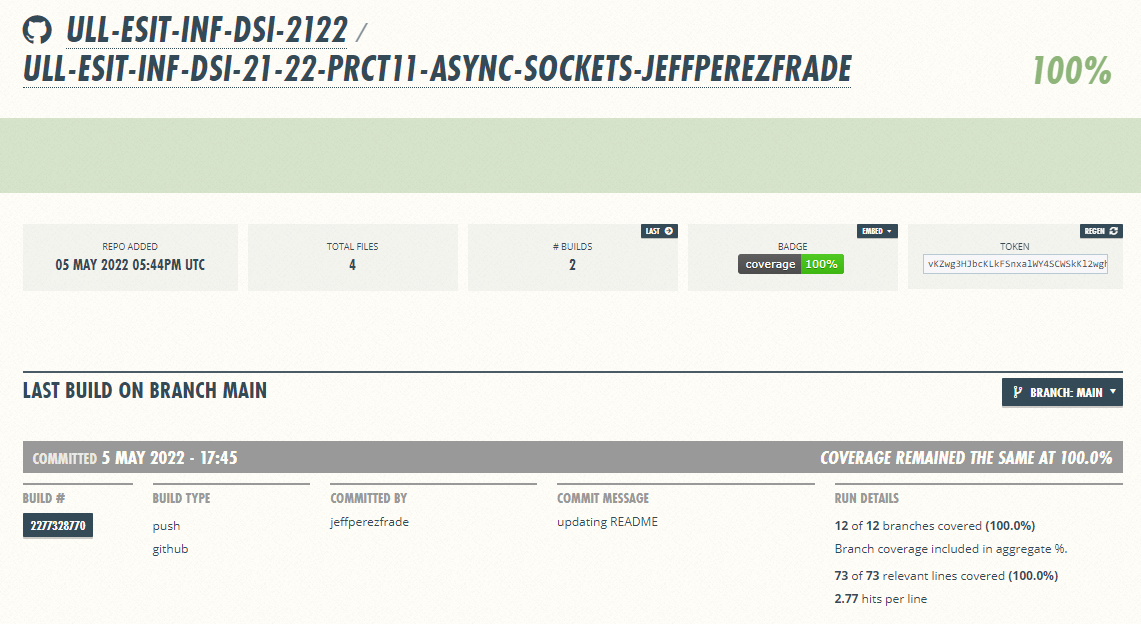 ULL-ESIT-INF-DSI-2122 /
ULL-ESIT-INF-DSI-21-22-PRCT11-ASYNC-SOCKETS-JEFFPEREZFRADE
100%
REPO ADDED
05 MAY 2022 05:44PM UTC
TOTAL FILES
4
LAST
# BUILDS
2
EMBED
BADGE
coverage 100%
REGEN
TOKEN
vKZwg3HJbcKLkFSnxalWY4SCWSkKl2wgh
LAST BUILD ON BRANCH MAIN
BRANCH: MAIN
COMMITTED 5 MAY 2022 - 17:45
COVERAGE REMAINED THE SAME AT 100.0%
BUILD #
2277328770
BUILD TYPE
push
github
COMMITTED BY
jeffperezfrade
COMMIT MESSAGE
updating README
RUN DETAILS
12 of 12 branches covered (100.0%)
Branch coverage included in aggregate %.
73 of 73 relevant lines covered (100.0%)
2.77 hits per line